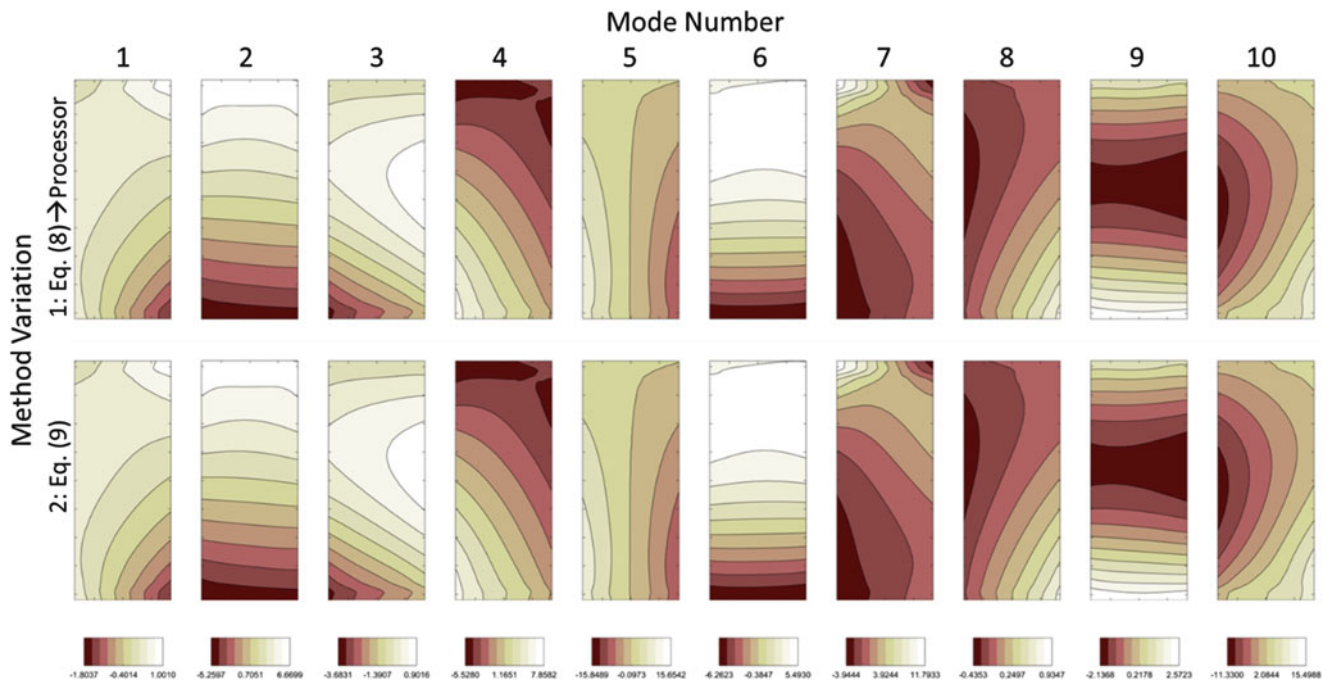 Mode Number
1 2 3 4 5 6 7 8 9 10
Method Variation
1: Eq. (8)→Processor
2: Eq. (9)
-1.8037 -0.4014 1.0010
-5.2597 0.7051 6.6699
-3.6831 -1.3907 0.9016
-5.5280 1.1651 7.8582
-15.8489 -0.0973 15.6542
-6.2623 -0.3847 5.4930
-3.9444 3.9274 11.7933
-0.4353 0.2497 0.9347
-2.1368 0.2178 2.5723
-11.3300 2.0844 15.4988